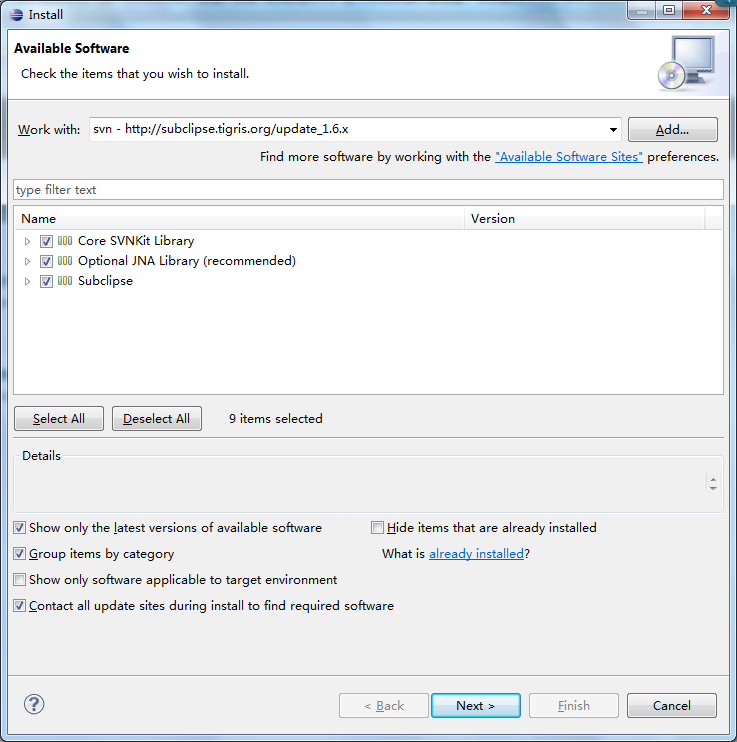 Install
Available Software
Check the items that you wish to install.
Work with: svn - http://subclipse.tigris.org/update_1.6.x Add...
Find more software by working with the "Available Software Sites" preferences.
type filter text
Name Version
Core SVNKit Library
Optional JNA Library (recommended)
Subclipse
Select All Deselect All 9 items selected
Details
Show only the latest versions of available software Hide items that are already installed
Group items by category What is already installed?
Show only software applicable to target environment
Contact all update sites during install to find required software
? < Back Next > Finish Cancel